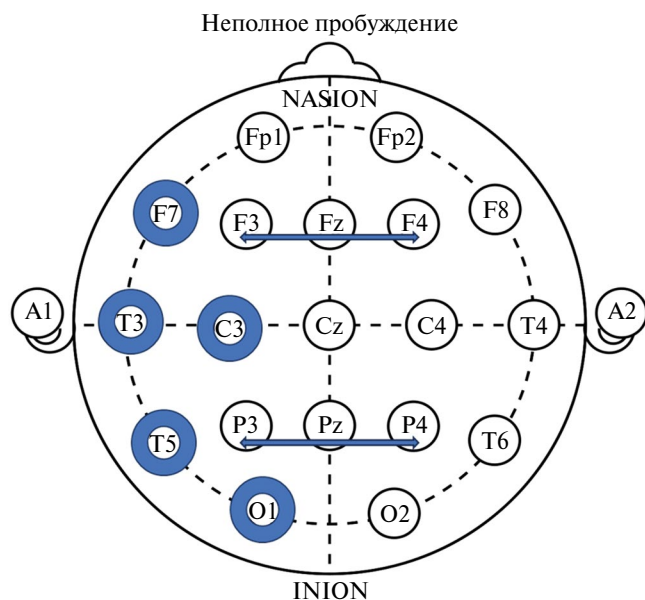 Неполное пробуждение
NASION
Fp1 Fp2
F7 F3 Fz F4 F8
A1 T3 C3 Cz C4 T4 A2
T5 P3 Pz P4 T6
O1 O2
INION